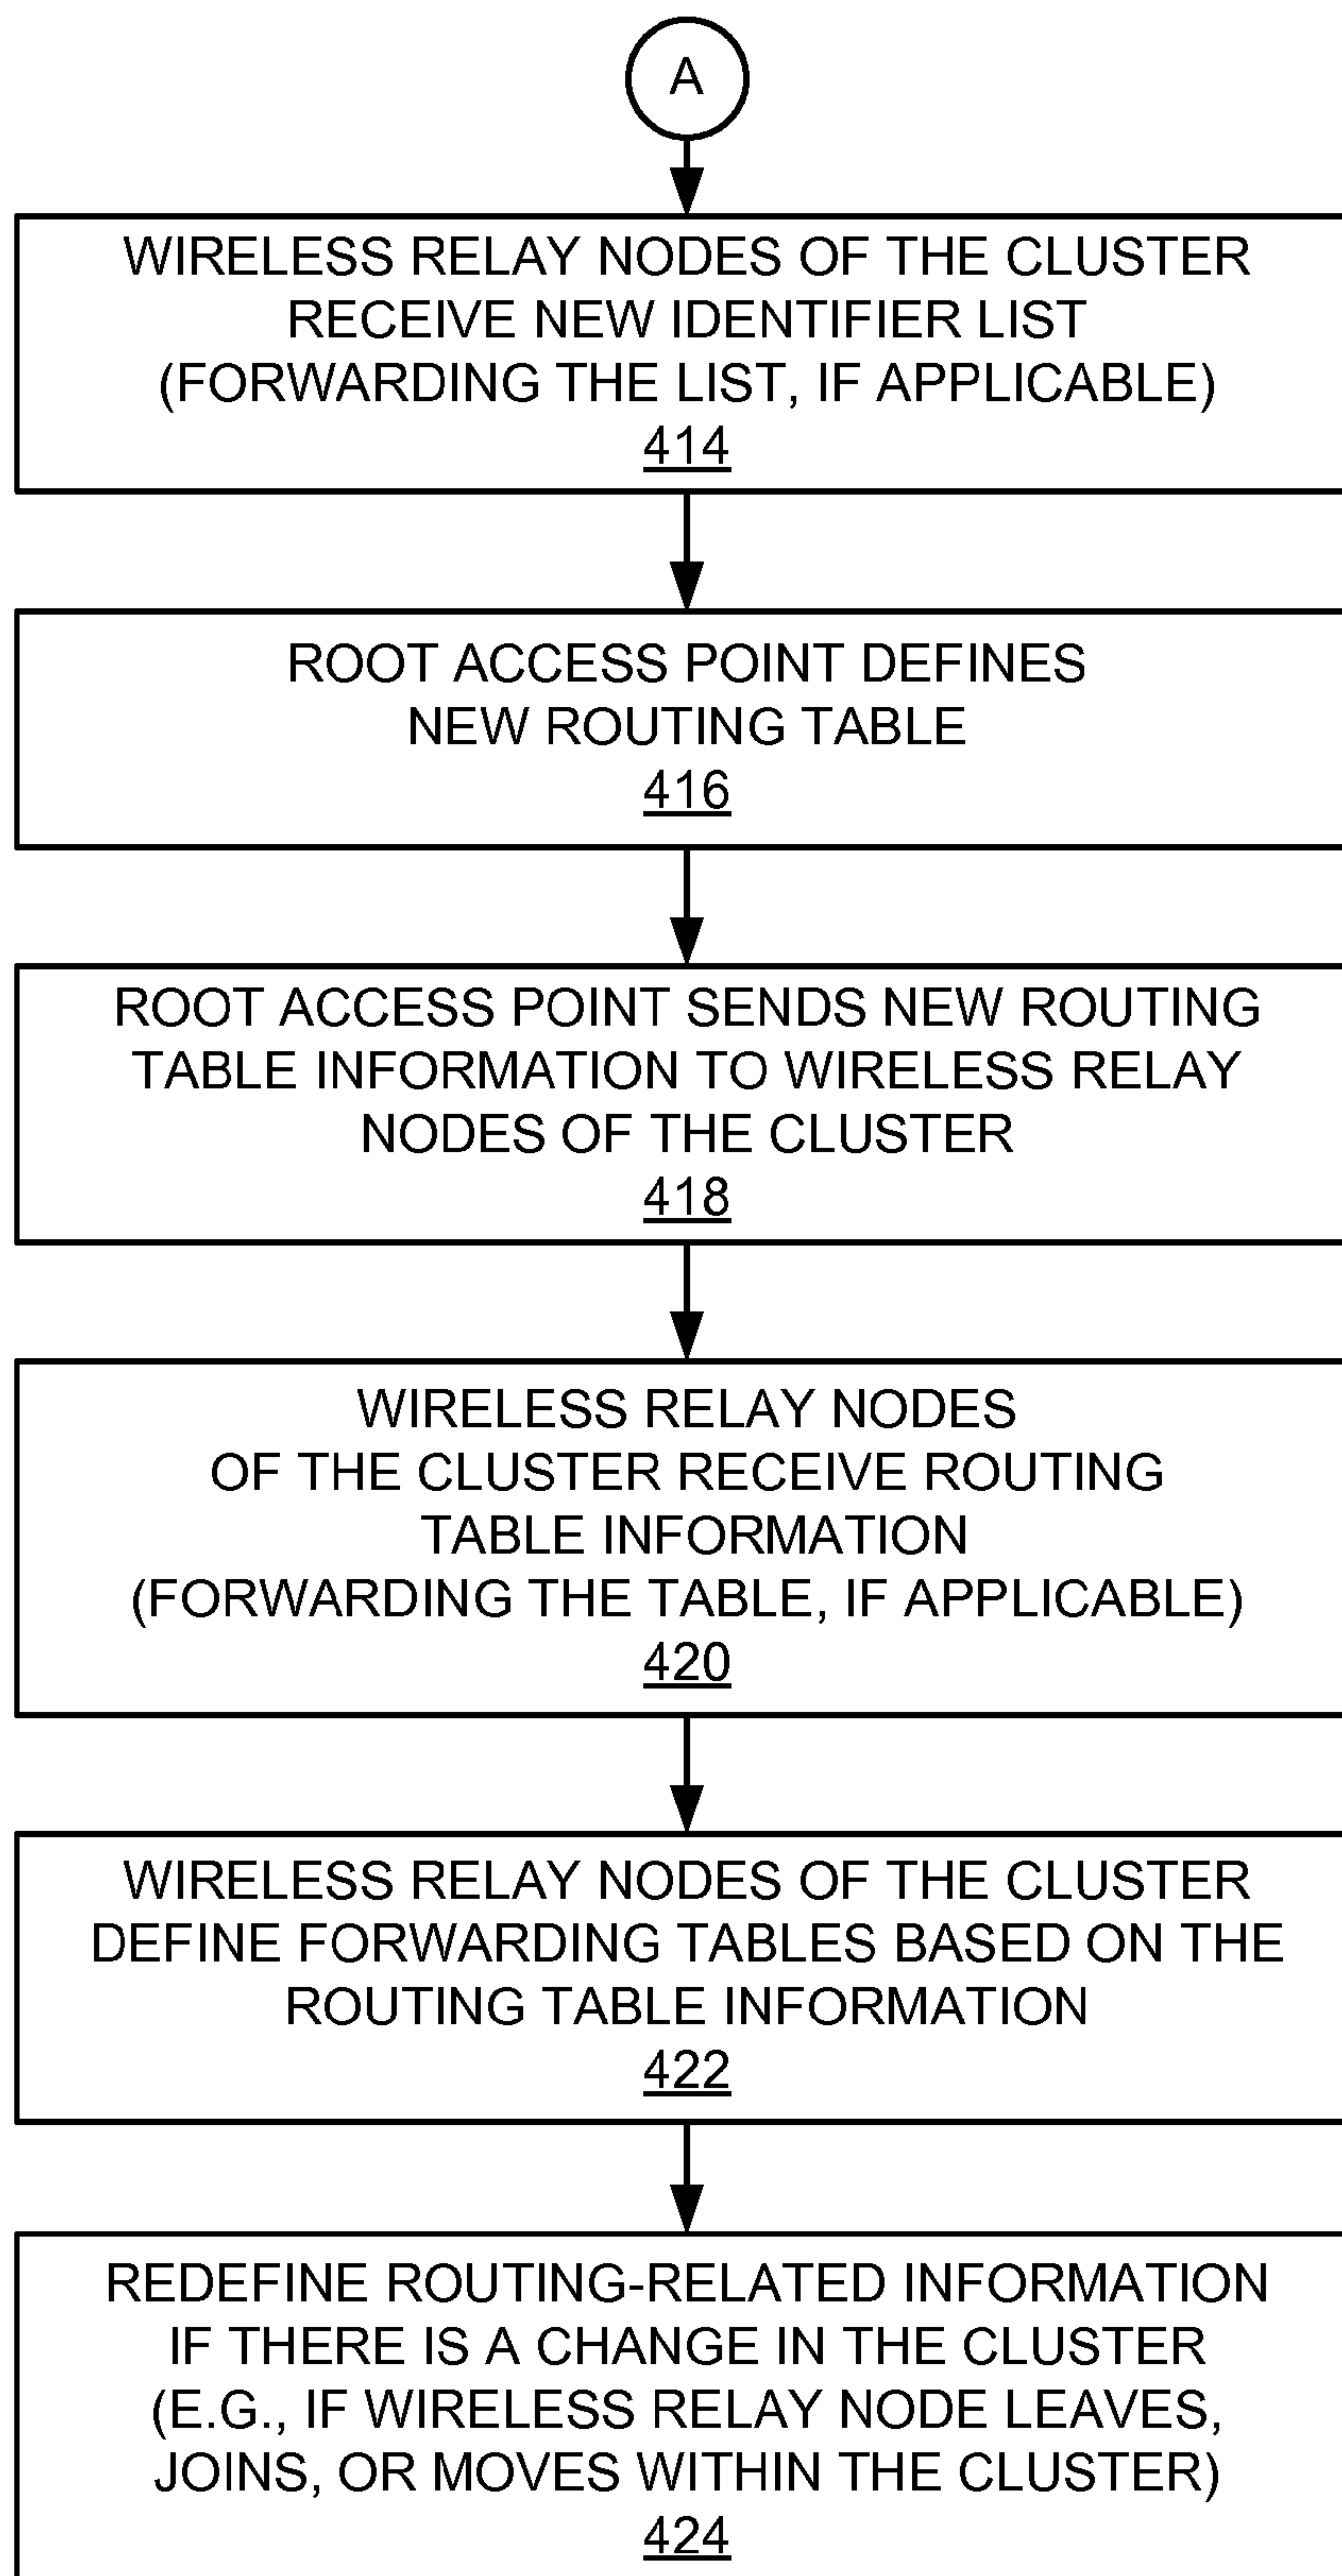 A
WIRELESS RELAY NODES OF THE CLUSTER
RECEIVE NEW IDENTIFIER LIST
(FORWARDING THE LIST, IF APPLICABLE)
414
ROOT ACCESS POINT DEFINES
NEW ROUTING TABLE
416
ROOT ACCESS POINT SENDS NEW ROUTING
TABLE INFORMATION TO WIRELESS RELAY
NODES OF THE CLUSTER
418
WIRELESS RELAY NODES
OF THE CLUSTER RECEIVE ROUTING
TABLE INFORMATION
(FORWARDING THE TABLE, IF APPLICABLE)
420
WIRELESS RELAY NODES OF THE CLUSTER
DEFINE FORWARDING TABLES BASED ON THE
ROUTING TABLE INFORMATION
422
REDEFINE ROUTING-RELATED INFORMATION
IF THERE IS A CHANGE IN THE CLUSTER
(E.G., IF WIRELESS RELAY NODE LEAVES,
JOINS, OR MOVES WITHIN THE CLUSTER)
424